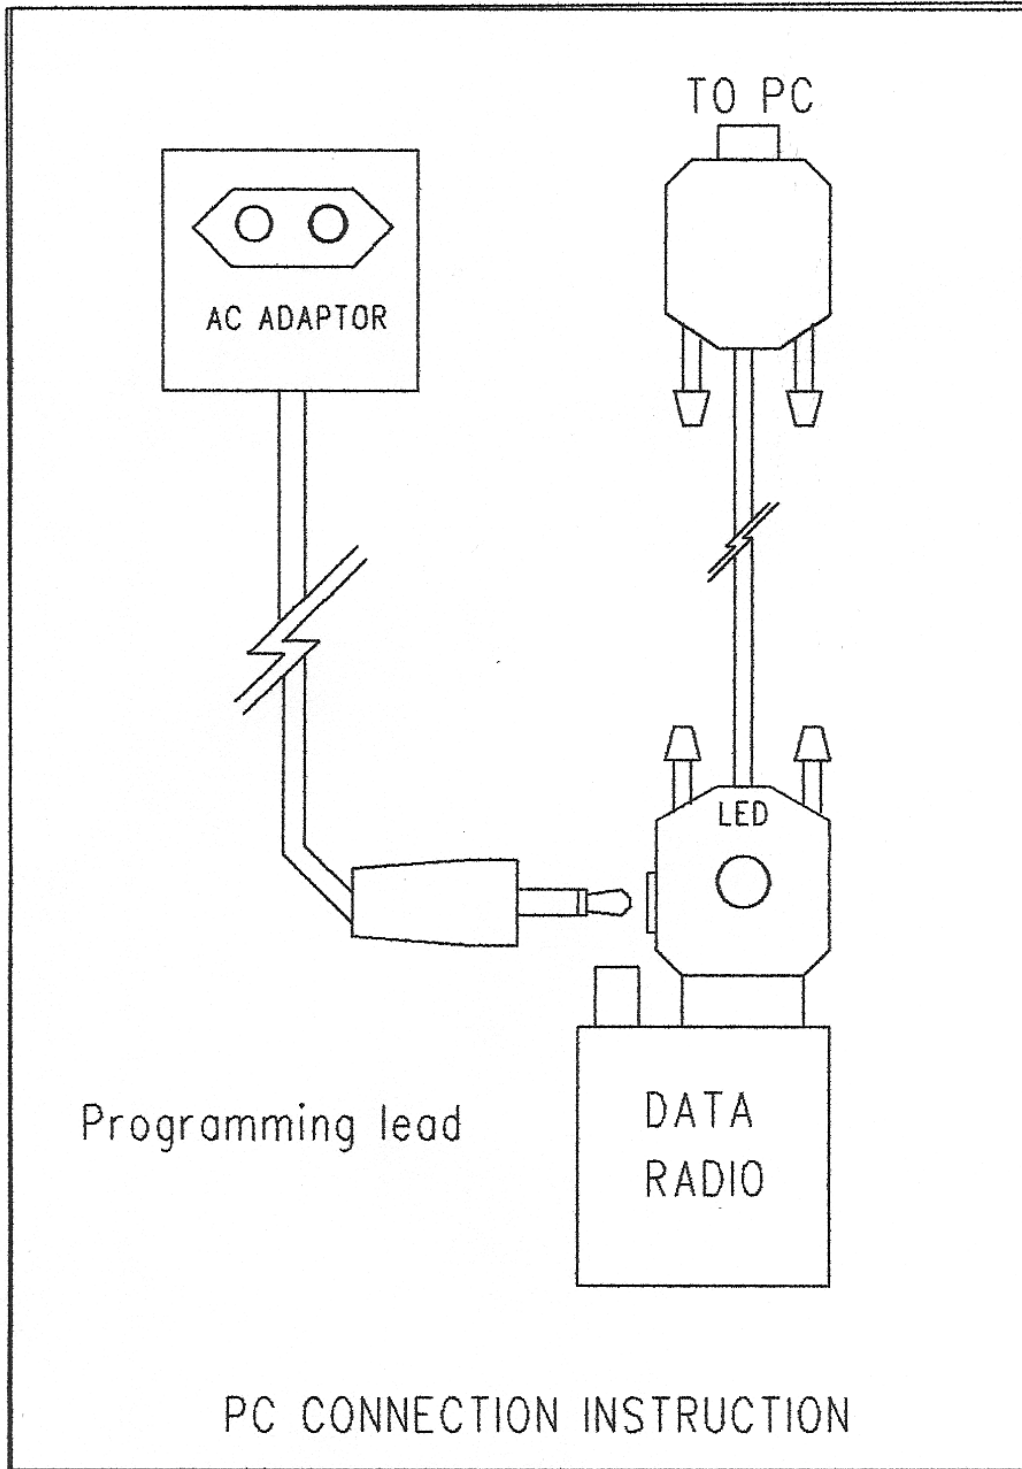 TO PC
AC ADAPTOR
LED
Programming lead
DATA
RADIO
PC CONNECTION INSTRUCTION